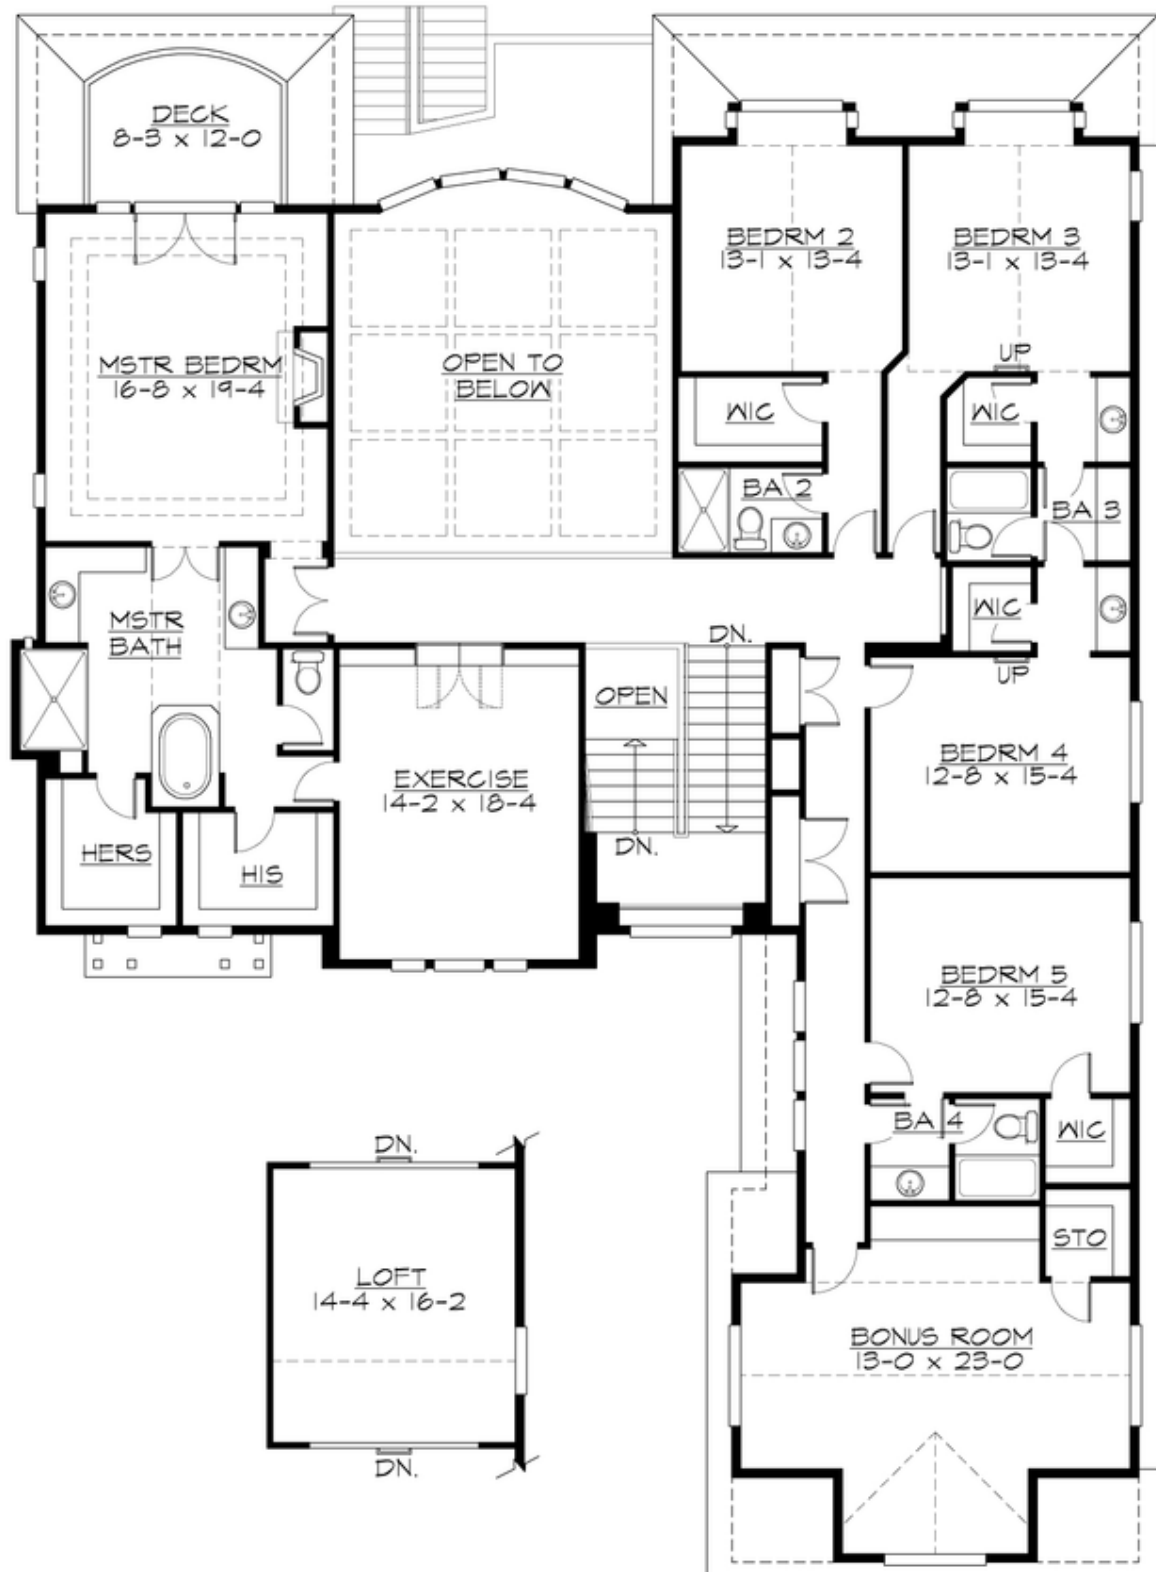 DECK
8-3 x 12-0
BEDRM 2
13-1 x 13-4
BEDRM 3
13-1 x 13-4
MSTR BEDRM
16-8 x 19-4
OPEN TO
BELOW
UP
WIC
WIC
BA 2
BA 3
MSTR
BATH
WIC
DN.
UP
OPEN
BEDRM 4
12-8 x 15-4
EXERCISE
14-2 x 18-4
DN.
HERS
HIS
BEDRM 5
12-8 x 15-4
BA 4
WIC
DN.
STO
LOFT
14-4 x 16-2
BONUS ROOM
13-0 x 23-0
DN.